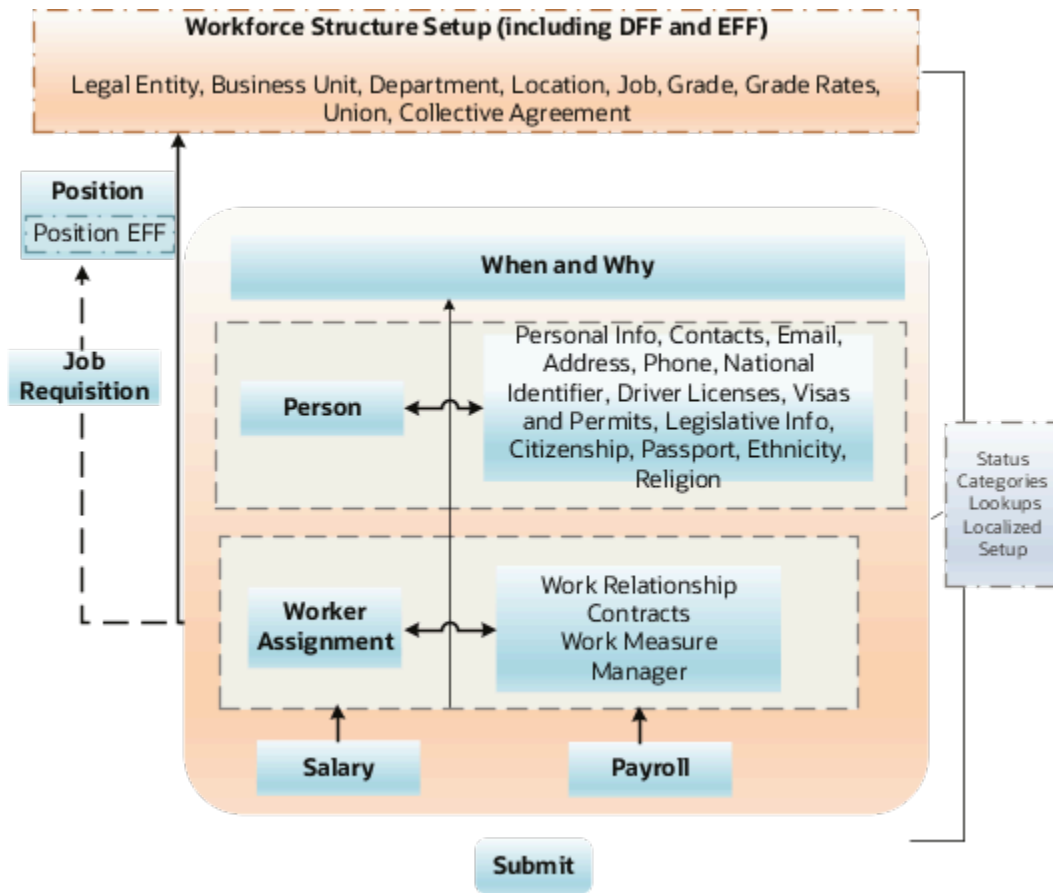 Workforce Structure Setup (including DFF and EFF)
Legal Entity, Business Unit, Department, Location, Job, Grade, Grade Rates,
Union, Collective Agreement
Position
Position EFF
Job
Requisition
When and Why
Person
Personal Info, Contacts, Email,
Address, Phone, National
Identifier, Driver Licenses, Visas
and Permits, Legislative Info,
Citizenship, Passport, Ethnicity,
Religion
Worker
Assignment
Work Relationship
Contracts
Work Measure
Manager
Salary
Payroll
Status
Categories
Lookups
Localized
Setup
Submit